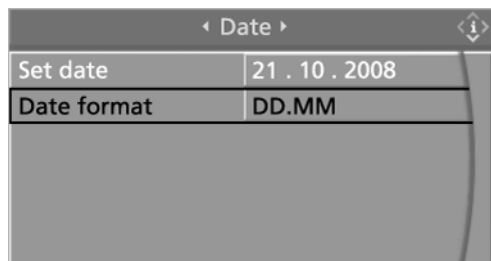 Date
Set date 21 . 10 . 2008
Date format DD.MM